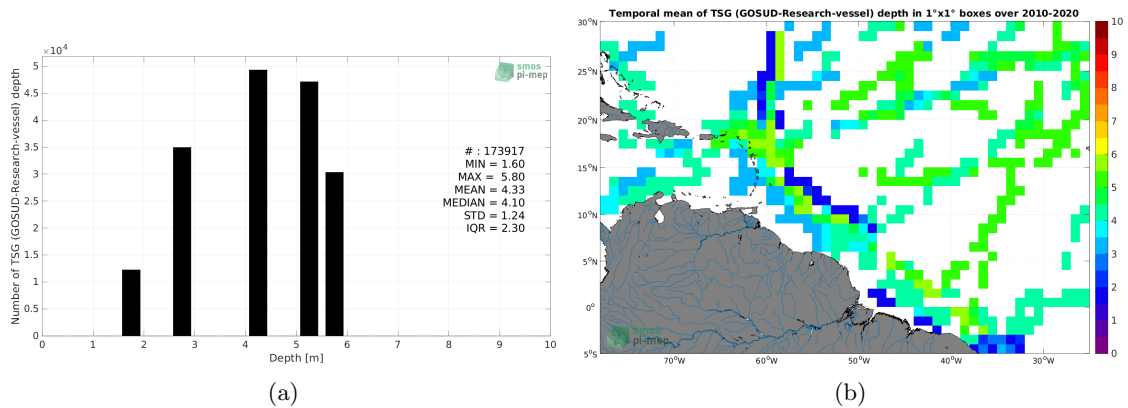 ×10⁴
5
4.5
4
3.5
3
2.5
2
1.5
1
0.5
0
Number of TSG (GOSUD-Research-vessel) depth
smos
pi-mep
# : 173917
MIN = 1.60
MAX = 5.80
MEAN = 4.33
MEDIAN = 4.10
STD = 1.24
IQR = 2.30
0 1 2 3 4 5 6 7 8 9 10
Depth [m]
(a)
Temporal mean of TSG (GOSUD-Research-vessel) depth in 1°x1° boxes over 2010-2020
30°N
25°N
20°N
15°N
10°N
5°N
0°
5°S
smos
pi-mep
70°W 60°W 50°W 40°W 30°W
10
9
8
7
6
5
4
3
2
1
0
(b)